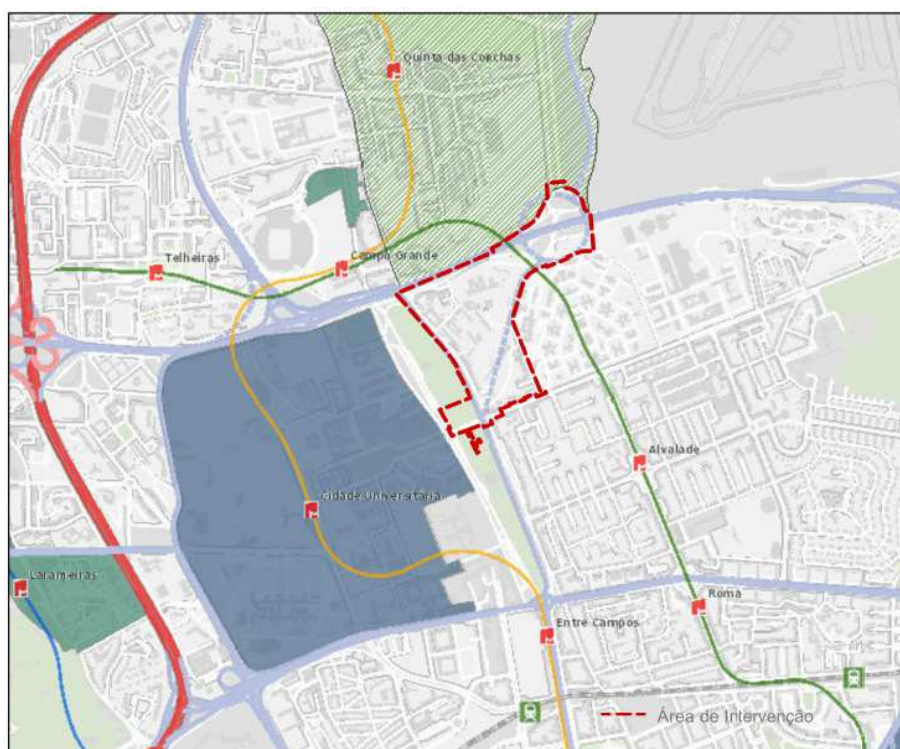 Quinta das Conchas
Telheiras
Campo Grande
Alvalade
Cidade Universitária
Laranjeiras
Roma
Entre Campos
Área de Intervenção